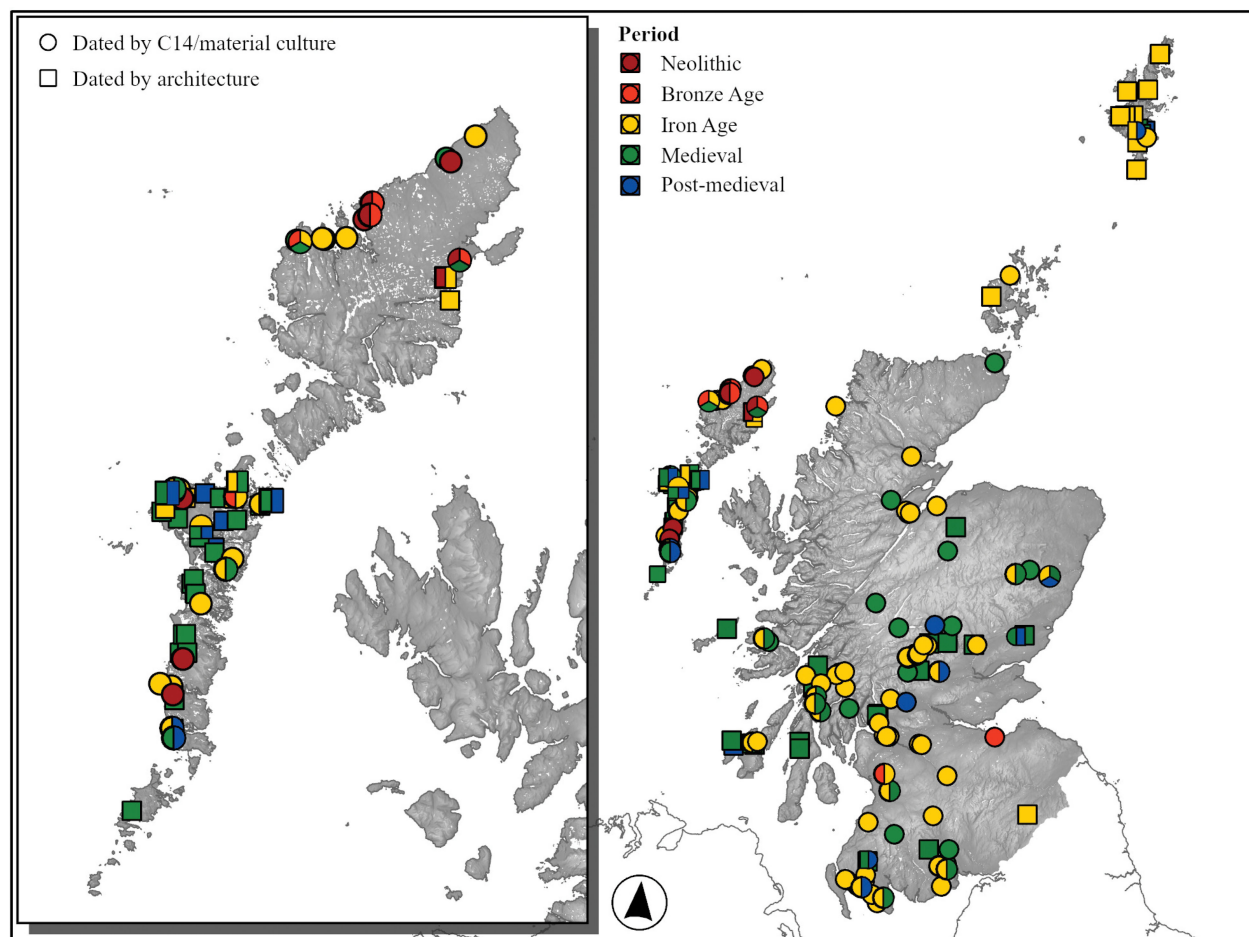 Dated by C14/material culture
Dated by architecture
Period
Neolithic
Bronze Age
Iron Age
Medieval
Post-medieval